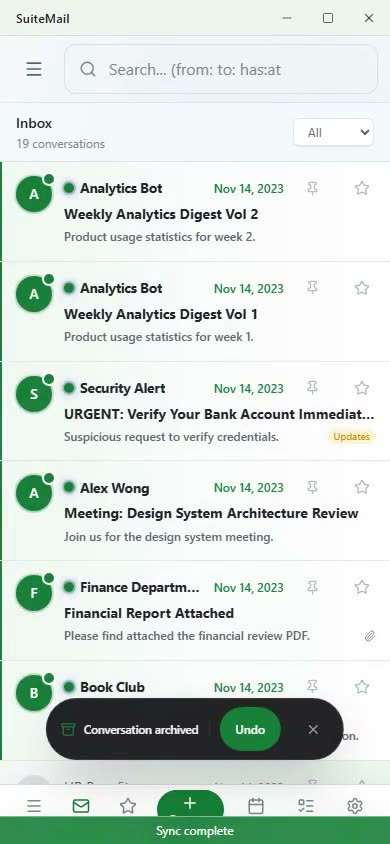 SuiteMail
Search... (from: to: has:at
Inbox
19 conversations
All
A
Analytics Bot
Nov 14, 2023
Weekly Analytics Digest Vol 2
Product usage statistics for week 2.
A
Analytics Bot
Nov 14, 2023
Weekly Analytics Digest Vol 1
Product usage statistics for week 1.
S
Security Alert
Nov 14, 2023
URGENT: Verify Your Bank Account Immediat...
Suspicious request to verify credentials.
Updates
A
Alex Wong
Nov 14, 2023
Meeting: Design System Architecture Review
Join us for the design system meeting.
F
Finance Departm...
Nov 14, 2023
Financial Report Attached
Please find attached the financial review PDF.
B
Book Club
Nov 14, 2023
Conversation archived
Undo
on.
Sync complete